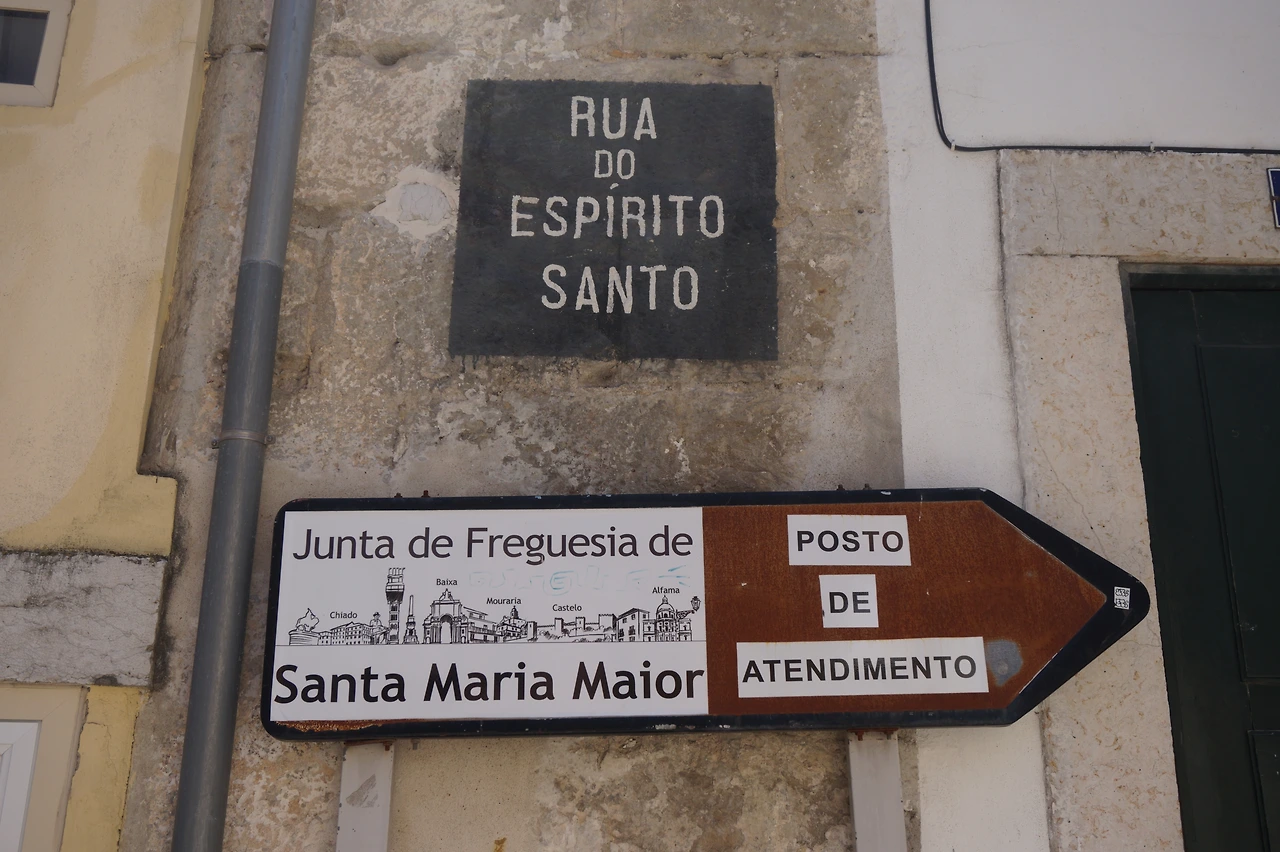 RUA
DO
ESPÍRITO
SANTO
Junta de Freguesia de
Chiado
Baixa
Mouraria
Castelo
Alfama
Santa Maria Maior
POSTO
DE
ATENDIMENTO